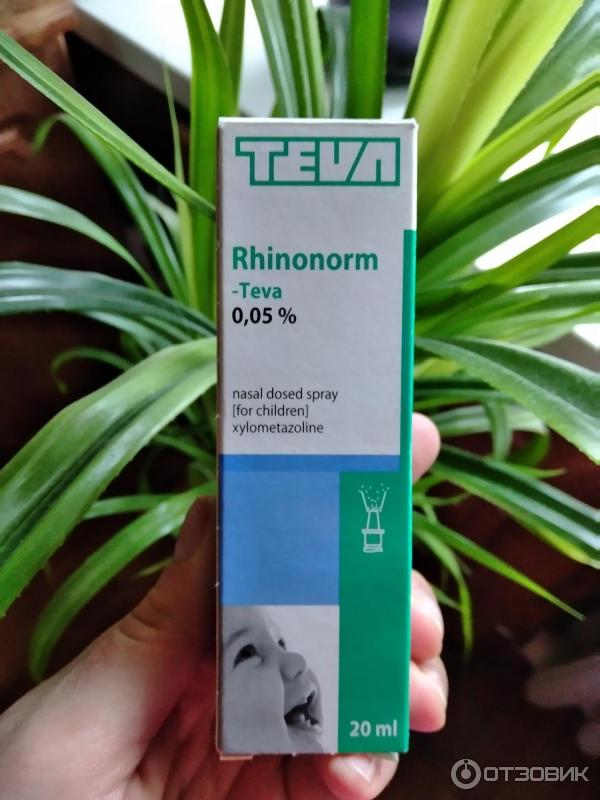 TEVA
Rhinonorm
-Teva
0,05 %
nasal dosed spray
[for children]
xylometazoline
20 ml
ОТЗОВИК